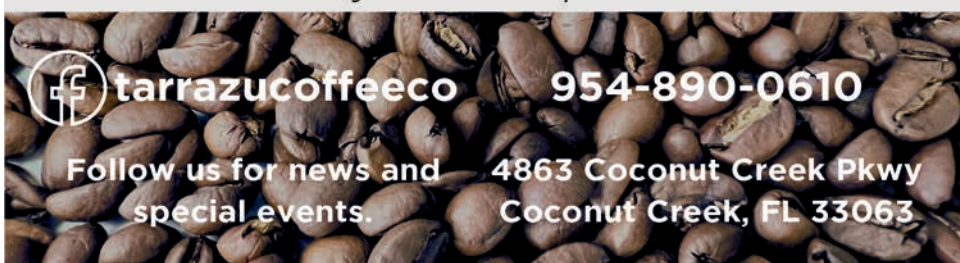 tarrazucoffeeco
954-890-0610
Follow us for news and
special events.
4863 Coconut Creek Pkwy
Coconut Creek, FL 33063